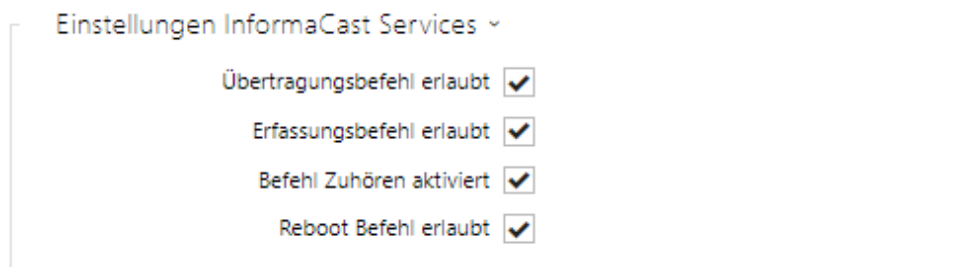 Einstellungen InformaCast Services
Übertragungsbefehl erlaubt
Erfassungsbefehl erlaubt
Befehl Zuhören aktiviert
Reboot Befehl erlaubt